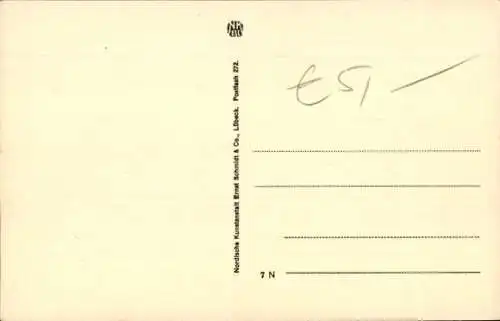 Nordische Kunstanstalt Ernst Schmidt & Co., Lübeck. Postfach 272.
€ 51,—
7 N